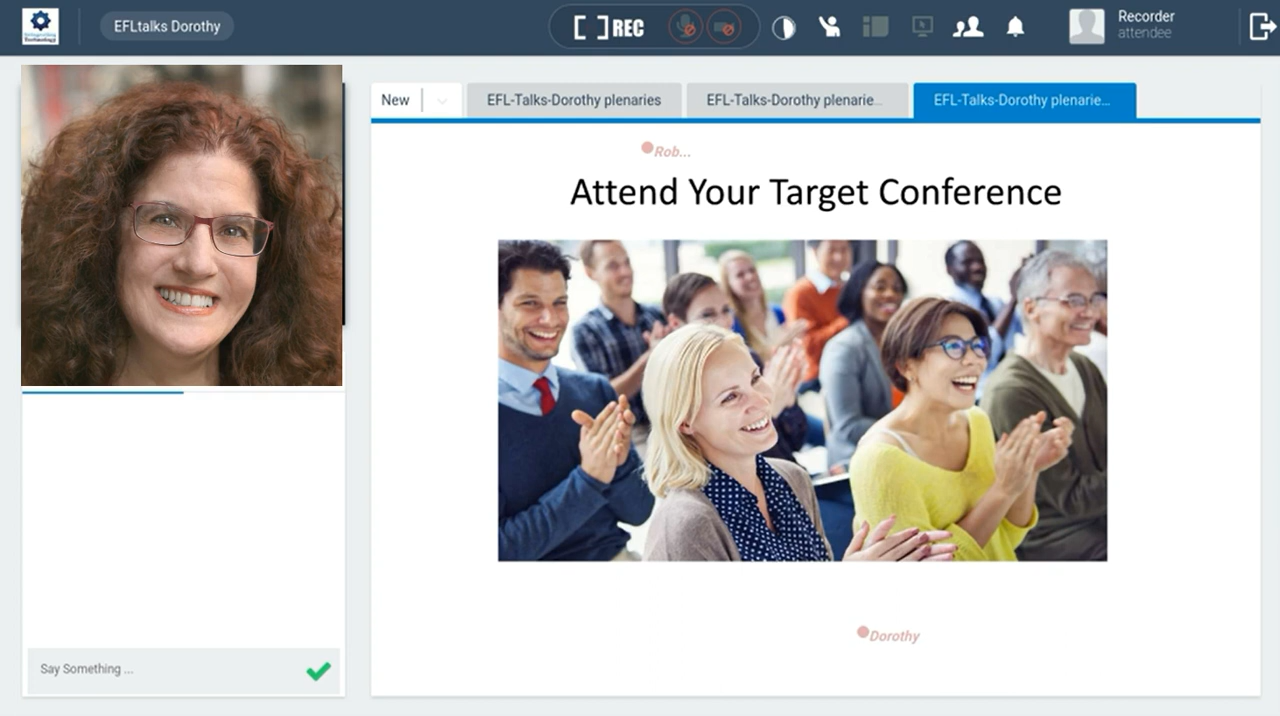 EFLtalks Dorothy
[ ] REC
Recorder
attendee
New
EFL-Talks-Dorothy plenaries
EFL-Talks-Dorothy plenarie...
EFL-Talks-Dorothy plenarie...
Rob...
Attend Your Target Conference
Dorothy
Say Something ...